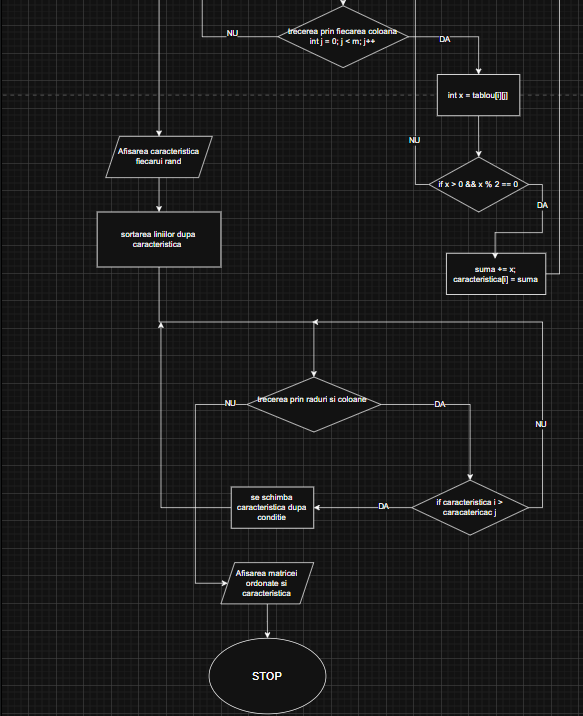 trecerea prin fiecarea coloana
int j = 0; j < m; j++
NU
DA
int x = tablou[i][j]
NU
Afisarea caracteristica
fiecarui rand
if x > 0 && x % 2 == 0
DA
sortarea liniilor dupa
caracteristica
suma += x;
caracteristica[i] = suma
trecerea prin raduri si coloane
NU
DA
NU
se schimba
caracteristica dupa
conditie
DA
if caracteristica i >
caracatericac j
Afisarea matricei
ordonate si
caracteristica
STOP